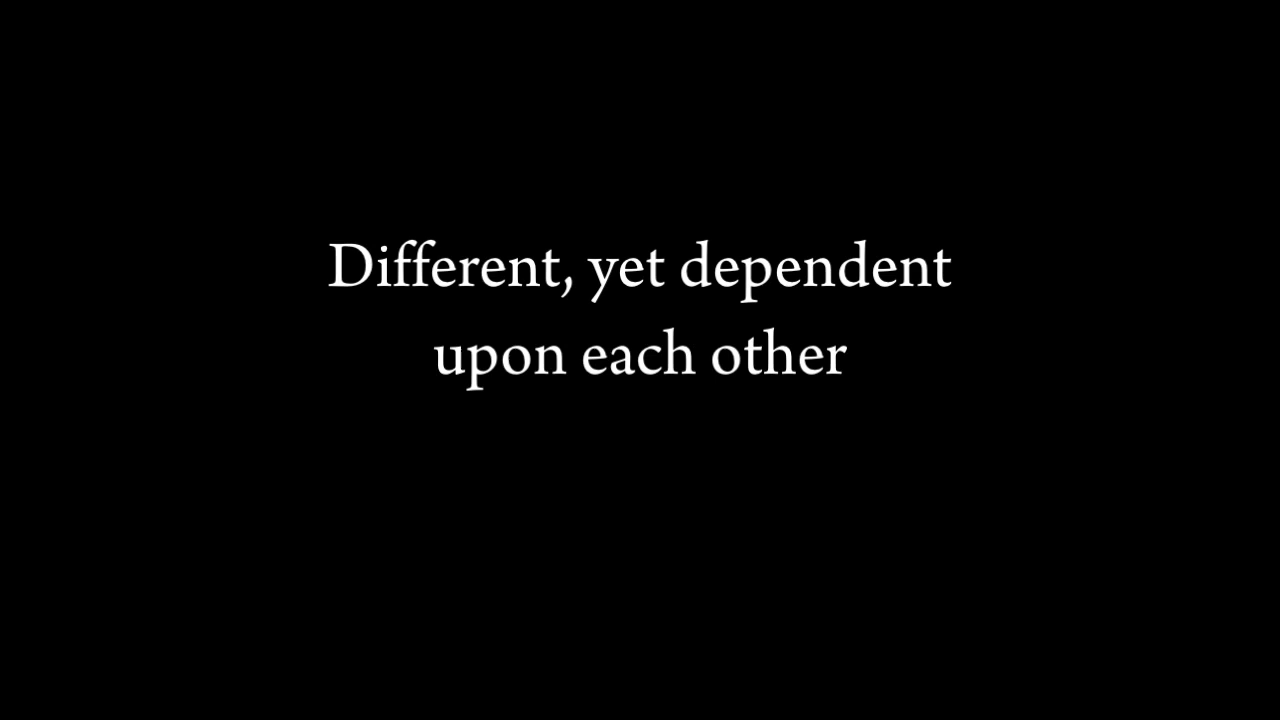 Different, yet dependent
upon each other